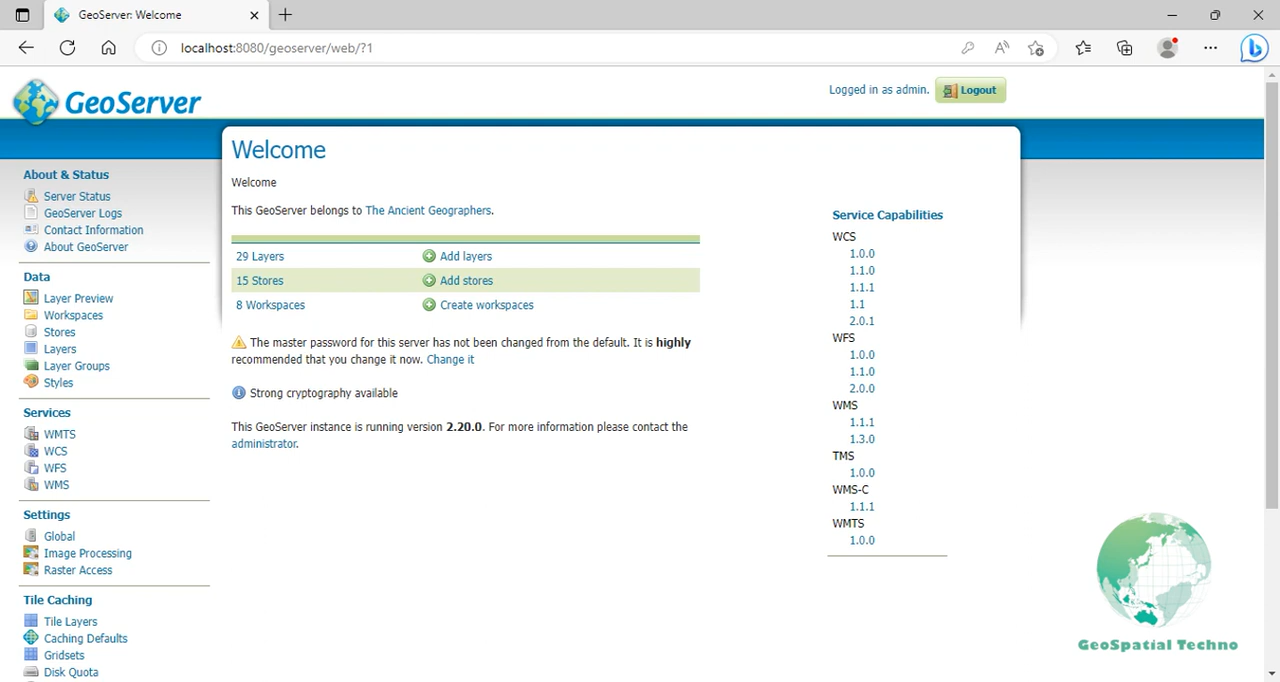 GeoServer: Welcome
localhost:8080/geoserver/web/?1
GeoServer
Logged in as admin.
Logout
About & Status
Server Status
GeoServer Logs
Contact Information
About GeoServer
Data
Layer Preview
Workspaces
Stores
Layers
Layer Groups
Styles
Services
WMTS
WCS
WFS
WMS
Settings
Global
Image Processing
Raster Access
Tile Caching
Tile Layers
Caching Defaults
Gridsets
Disk Quota
Welcome
Welcome
This GeoServer belongs to The Ancient Geographers.
29 Layers Add layers
15 Stores Add stores
8 Workspaces Create workspaces
The master password for this server has not been changed from the default. It is highly
recommended that you change it now. Change it
Strong cryptography available
This GeoServer instance is running version 2.20.0. For more information please contact the
administrator.
Service Capabilities
WCS
1.0.0
1.1.0
1.1.1
1.1
2.0.1
WFS
1.0.0
1.1.0
2.0.0
WMS
1.1.1
1.3.0
TMS
1.0.0
WMS-C
1.1.1
WMTS
1.0.0
GeoSpatial Techno